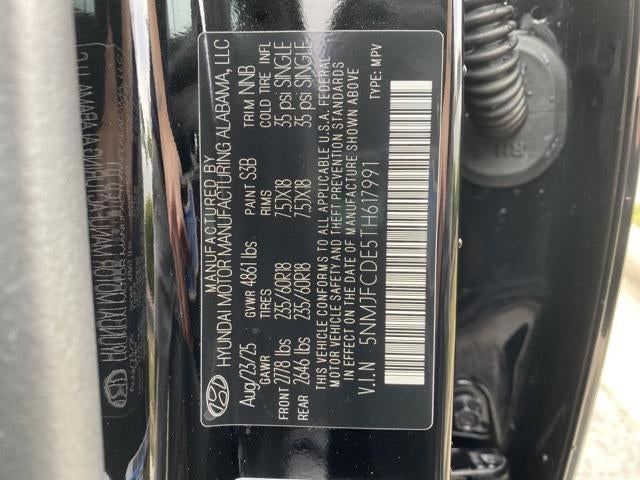 MANUFACTURED BY
HYUNDAI MOTOR MANUFACTURING ALABAMA, LLC
Aug/23/25 GVWR 4861 lbs PAINT S3B TRIM NNB
GAWR TIRES RIMS COLD TIRE INFL
FRONT 2778 lbs 235/60R18 7.5JX18 35 psi SINGLE
REAR 2646 lbs 235/60R18 7.5JX18 35 psi SINGLE
THIS VEHICLE CONFORMS TO ALL APPLICABLE U.S.A. FEDERAL
MOTOR VEHICLE SAFETY AND THEFT PREVENTION STANDARDS
IN EFFECT ON THE DATE OF MANUFACTURE SHOWN ABOVE.
V.I.N 5NMJFCDE5TH617991 TYPE: MPV
RH